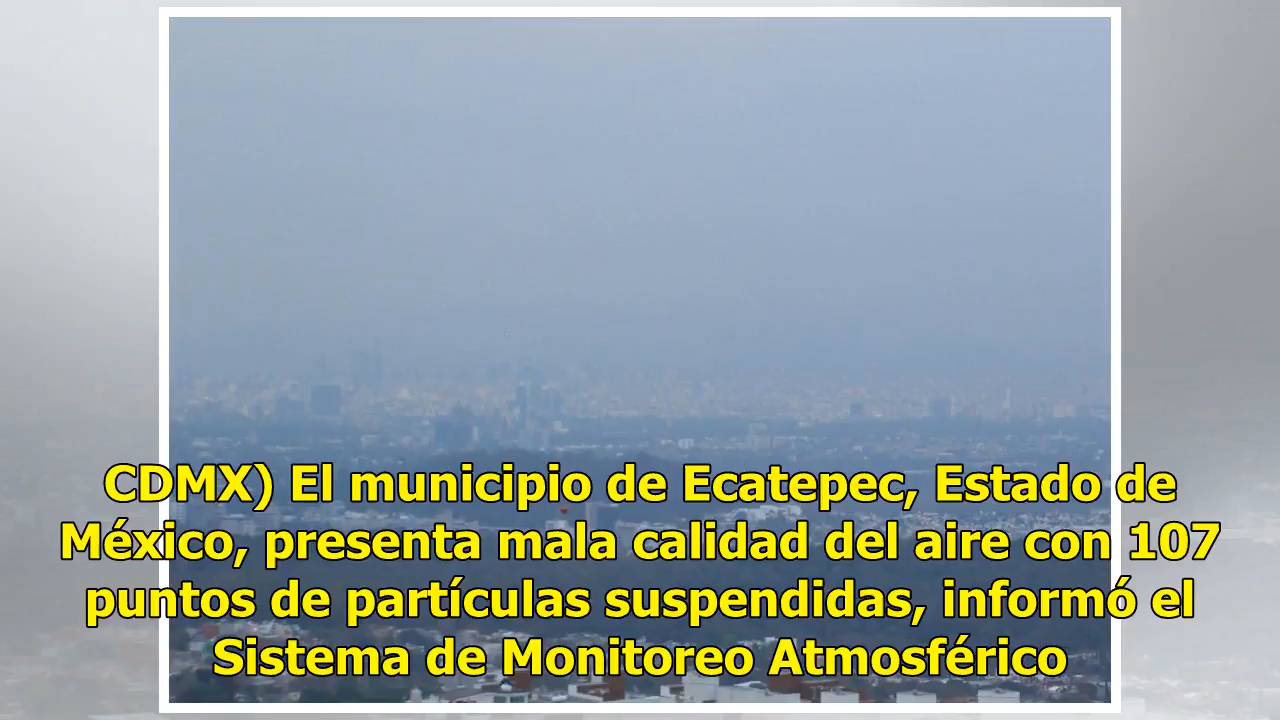 CDMX) El municipio de Ecatepec, Estado de
México, presenta mala calidad del aire con 107
puntos de partículas suspendidas, informó el
Sistema de Monitoreo Atmosférico